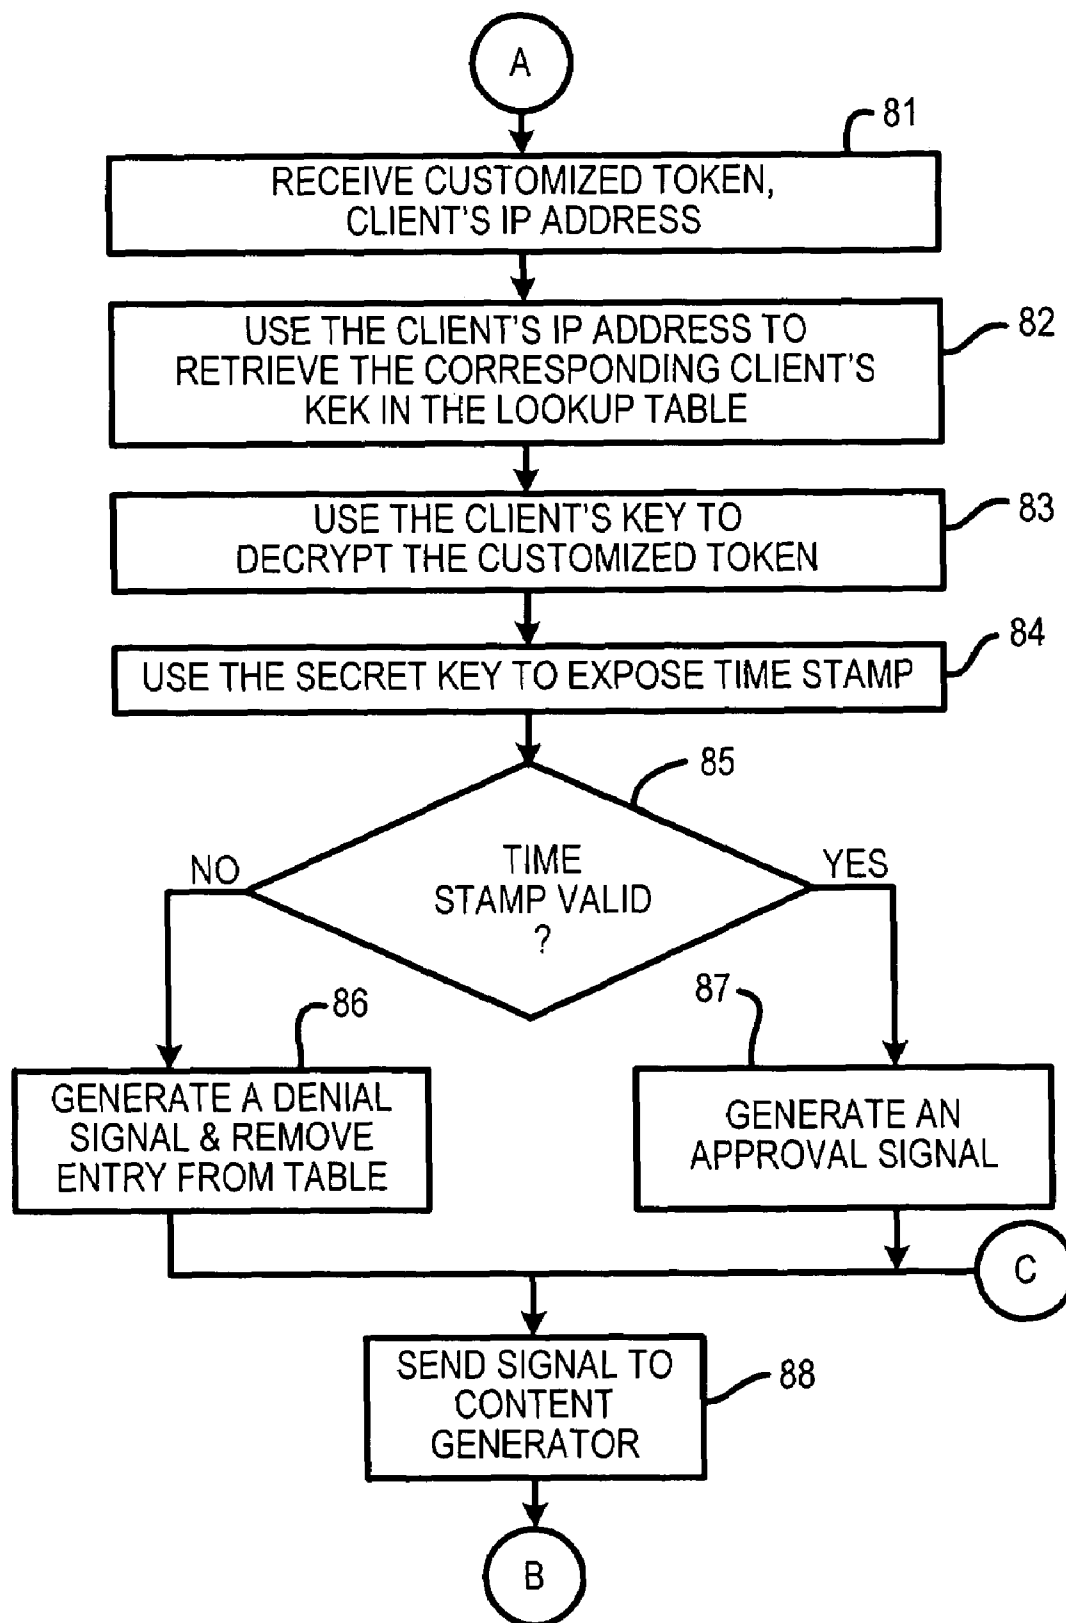 A
81
RECEIVE CUSTOMIZED TOKEN,
CLIENT'S IP ADDRESS
82
USE THE CLIENT'S IP ADDRESS TO
RETRIEVE THE CORRESPONDING CLIENT'S
KEK IN THE LOOKUP TABLE
83
USE THE CLIENT'S KEY TO
DECRYPT THE CUSTOMIZED TOKEN
84
USE THE SECRET KEY TO EXPOSE TIME STAMP
85
NO
TIME
STAMP VALID
?
YES
86
GENERATE A DENIAL
SIGNAL & REMOVE
ENTRY FROM TABLE
87
GENERATE AN
APPROVAL SIGNAL
C
SEND SIGNAL TO
CONTENT
GENERATOR
88
B